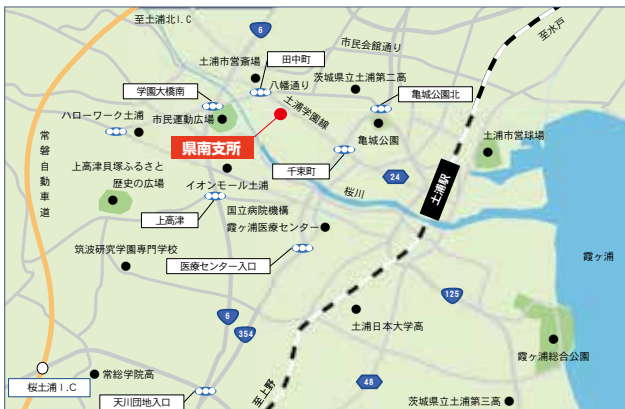 至土浦北I.C
6
市民会館通り
至水戸
田中町
土浦市営斎場
八幡通り
茨城県立土浦第二高
学園大橋南
亀城公園北
市民運動広場
土浦学園線
ハローワーク土浦
亀城公園
県南支所
千束町
土浦市営球場
常磐自動車道
上高津貝塚ふるさと
歴史の広場
イオンモール土浦
24
桜川
土浦駅
上高津
国立病院機構
霞ヶ浦医療センター
霞ヶ浦
筑波研究学園専門学校
医療センター入口
125
6
354
土浦日本大学高
霞ヶ浦総合公園
常総学院高
桜土浦I.C
48
至上野
天川団地入口
茨城県立土浦第三高